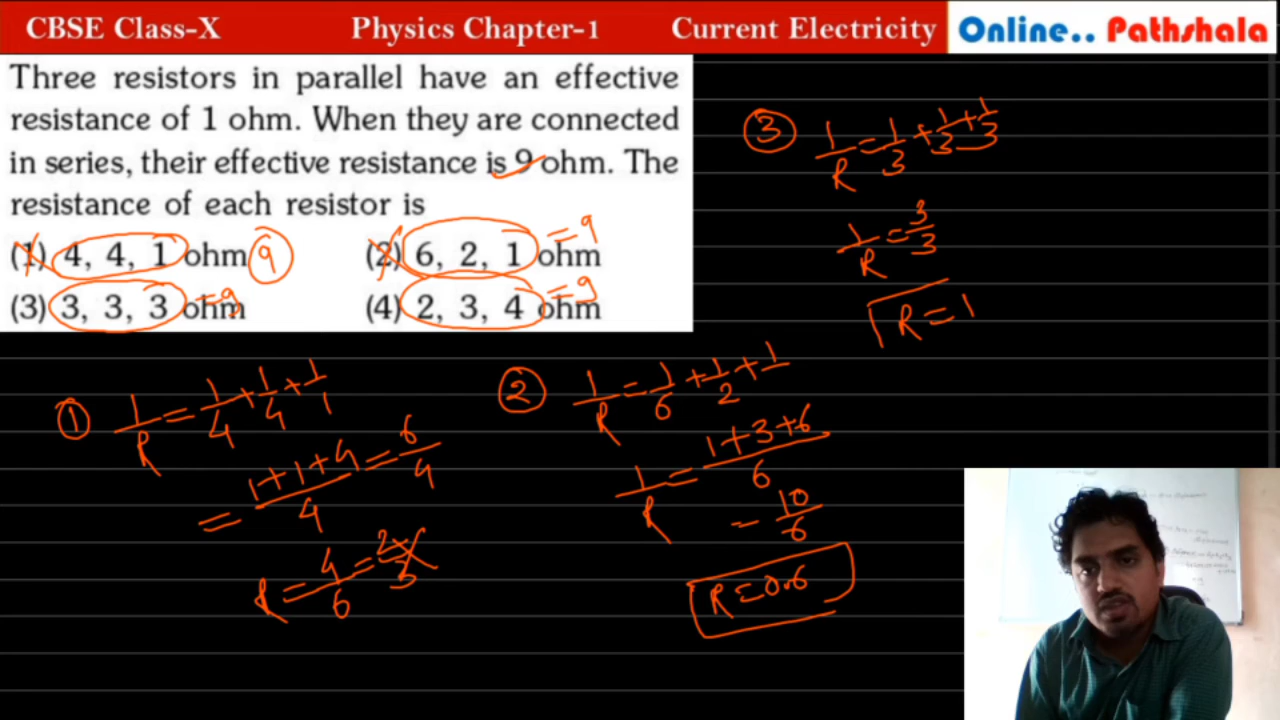 CBSE Class-X Physics Chapter-1 Current Electricity Online.. Pathshala
Three resistors in parallel have an effective
resistance of 1 ohm. When they are connected
in series, their effective resistance is 9 ohm. The
resistance of each resistor is
(1) 4, 4, 1 ohm 9
(2) 6, 2, 1 ohm = 9
(3) 3, 3, 3 ohm = 9
(4) 2, 3, 4 ohm = 9
① 1/R = 1/4 + 1/4 + 1/1
= (1+1+4)/4 = 6/4
R = 4/6 = 2/3
② 1/R = 1/6 + 1/2 + 1
1/R = (1+3+6)/6
= 10/6
R = 0.6
③ 1/R = 1/3 + 1/3 + 1/3
1/R = 3/3
R = 1